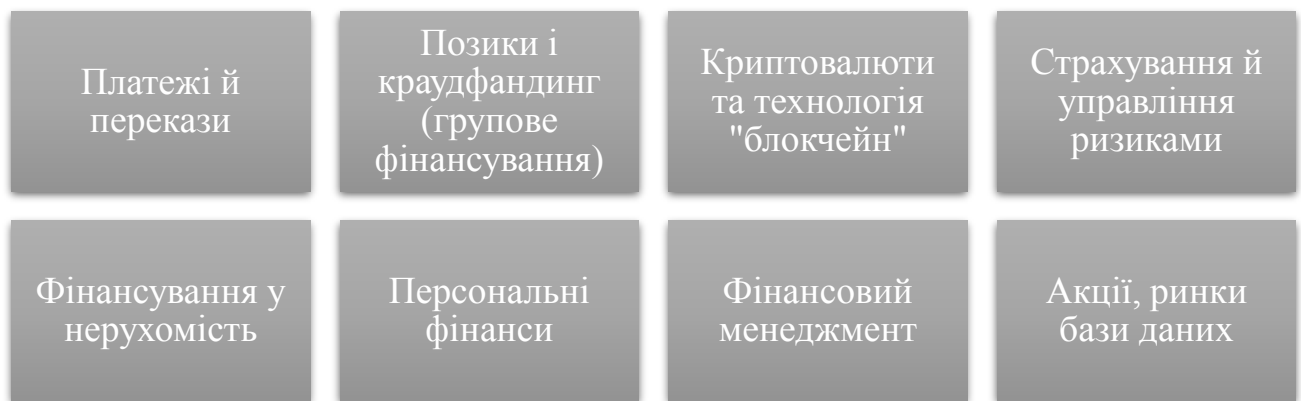 Платежі й
перекази
Позики і
краудфандинг
(групове
фінансування)
Криптовалюти
та технологія
"блокчейн"
Страхування й
управління
ризиками
Фінансування у
нерухомість
Персональні
фінанси
Фінансовий
менеджмент
Акції, ринки
бази даних